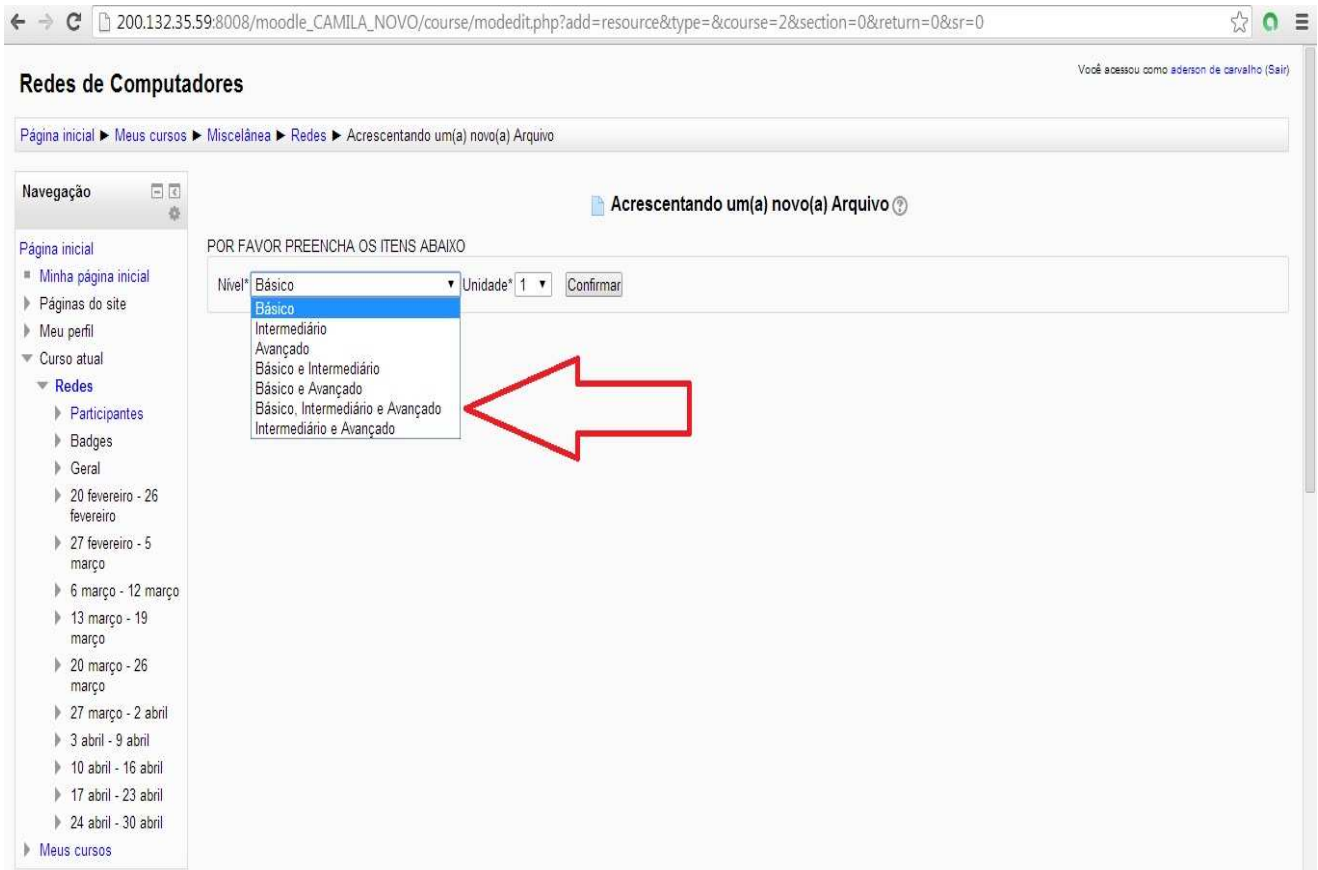 200.132.35.59:8008/moodle_CAMILA_NOVO/course/modedit.php?add=resource&type=&course=2&section=0&return=0&sr=0
Redes de Computadores
Você acessou como aderson de carvalho (Sair)
Página inicial ► Meus cursos ► Miscelânea ► Redes ► Acrescentando um(a) novo(a) Arquivo
Navegação
Acrescentando um(a) novo(a) Arquivo
Página inicial
Minha página inicial
Páginas do site
Meu perfil
Curso atual
Redes
Participantes
Badges
Geral
20 fevereiro - 26
fevereiro
27 fevereiro - 5
março
6 março - 12 março
13 março - 19
março
20 março - 26
março
27 março - 2 abril
3 abril - 9 abril
10 abril - 16 abril
17 abril - 23 abril
24 abril - 30 abril
Meus cursos
POR FAVOR PREENCHA OS ITENS ABAIXO
Nível* Básico Unidade* 1 Confirmar
Básico
Intermediário
Avançado
Básico e Intermediário
Básico e Avançado
Básico, Intermediário e Avançado
Intermediário e Avançado